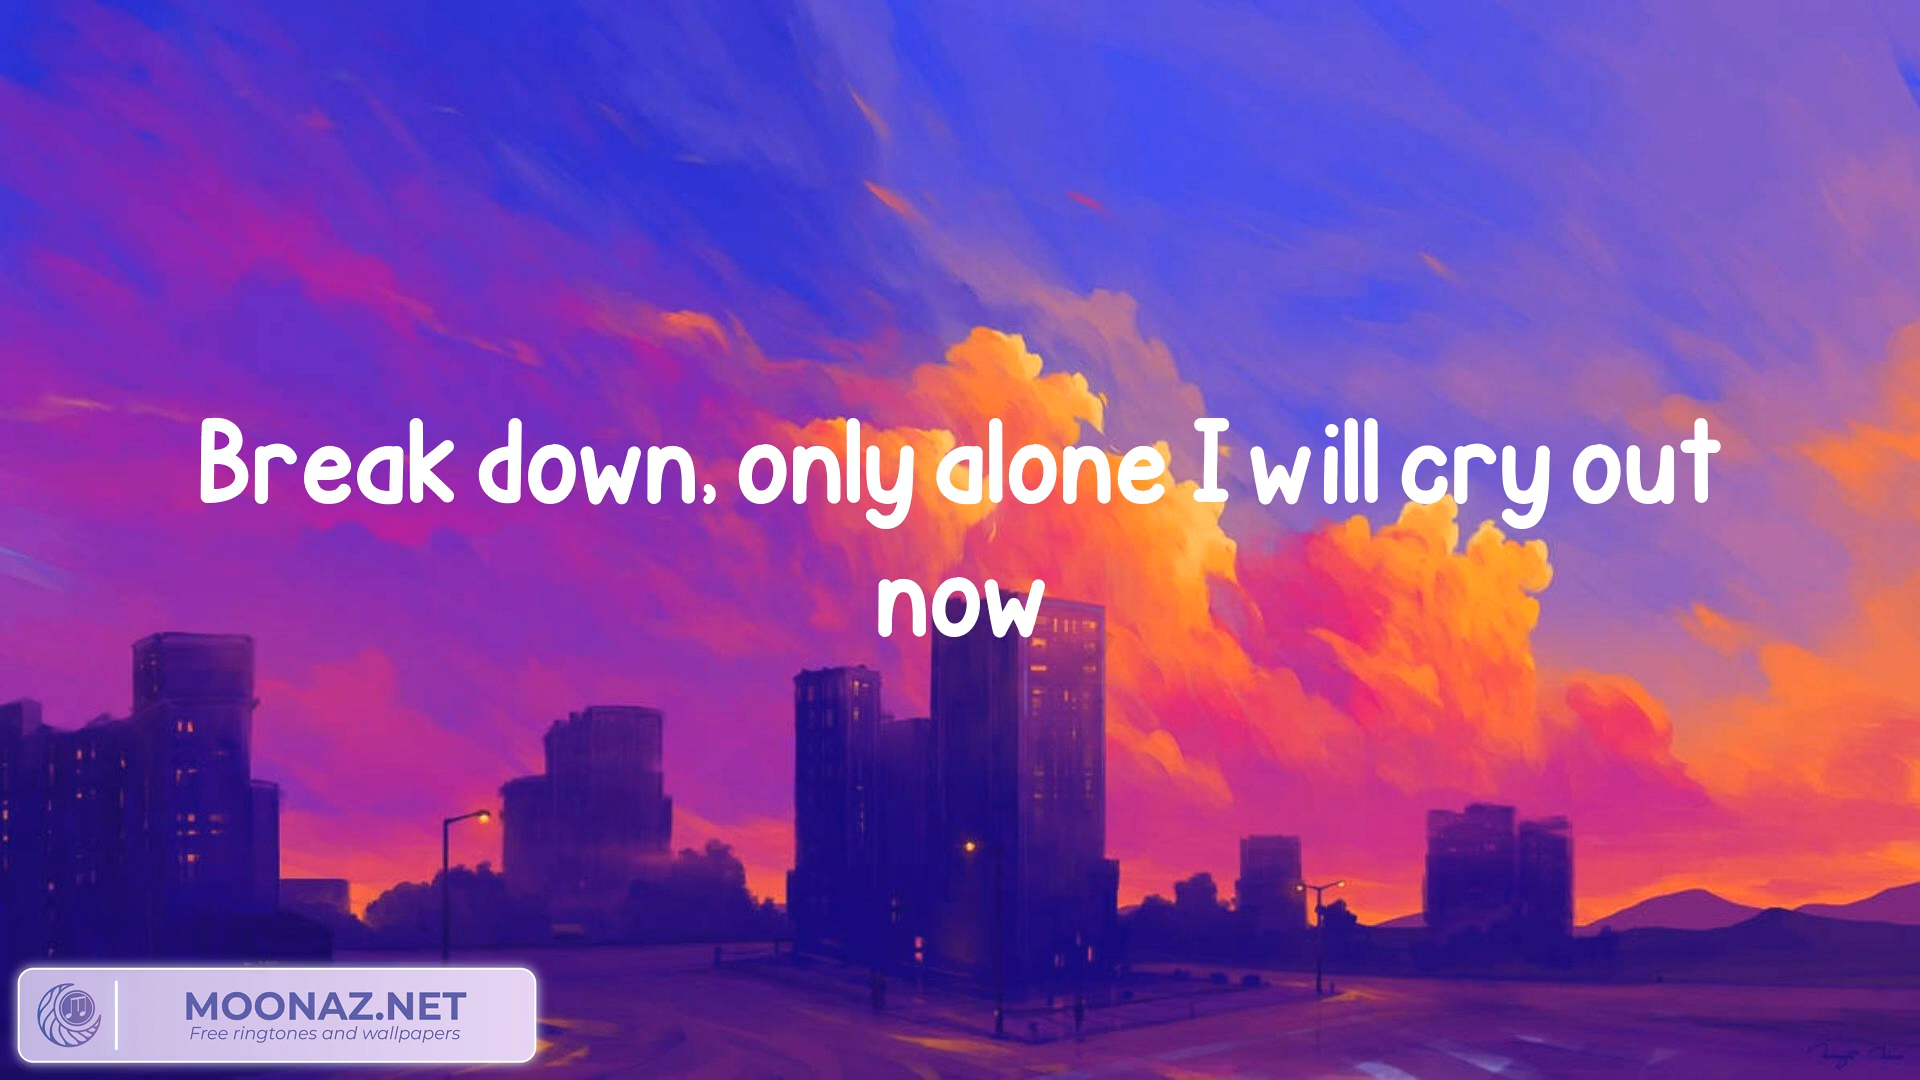 Break down, only alone I will cry out
now
MOONAZ.NET
Free ringtones and wallpapers